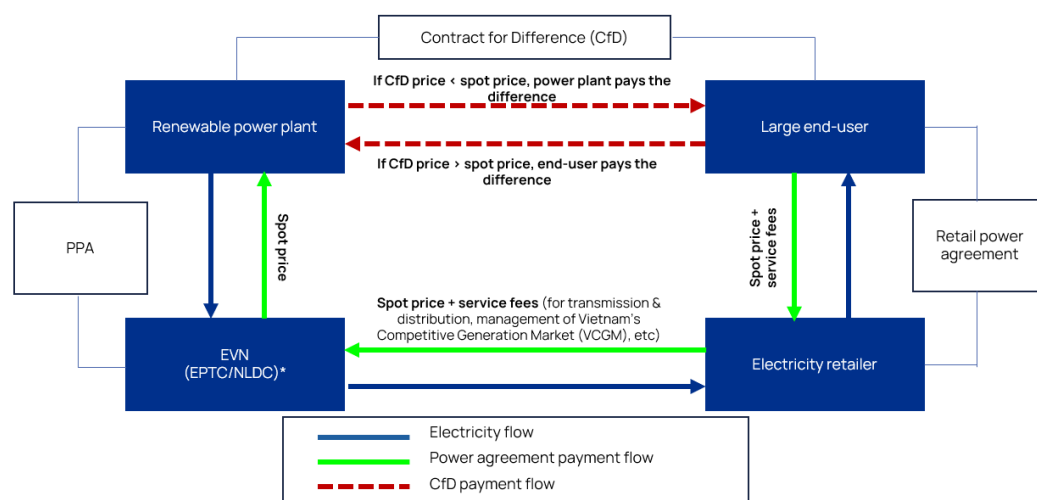 Contract for Difference (CfD)
If CfD price < spot price, power plant pays the
difference
Renewable power plant
Large end-user
If CfD price > spot price, end-user pays the
difference
PPA
Spot price
Spot price +
service fees
Retail power
agreement
Spot price + service fees (for transmission &
distribution, management of Vietnam's
Competitive Generation Market (VCGM), etc)
EVN
(EPTC/NLDC)*
Electricity retailer
Electricity flow
Power agreement payment flow
CfD payment flow